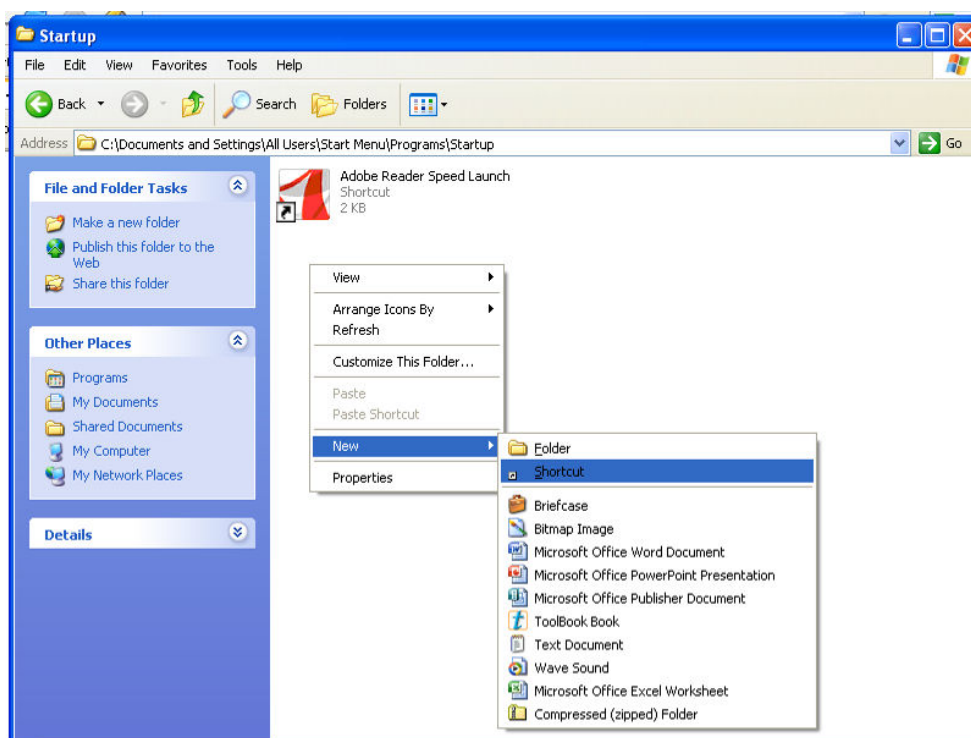 Startup
File Edit View Favorites Tools Help
Back Search Folders
Address C:\Documents and Settings\All Users\Start Menu\Programs\Startup Go
File and Folder Tasks
Make a new folder
Publish this folder to the
Web
Share this folder
Other Places
Programs
My Documents
Shared Documents
My Computer
My Network Places
Details
Adobe Reader Speed Launch
Shortcut
2 KB
View
Arrange Icons By
Refresh
Customize This Folder...
Paste
Paste Shortcut
New
Properties
Folder
Shortcut
Briefcase
Bitmap Image
Microsoft Office Word Document
Microsoft Office PowerPoint Presentation
Microsoft Office Publisher Document
ToolBook Book
Text Document
Wave Sound
Microsoft Office Excel Worksheet
Compressed (zipped) Folder